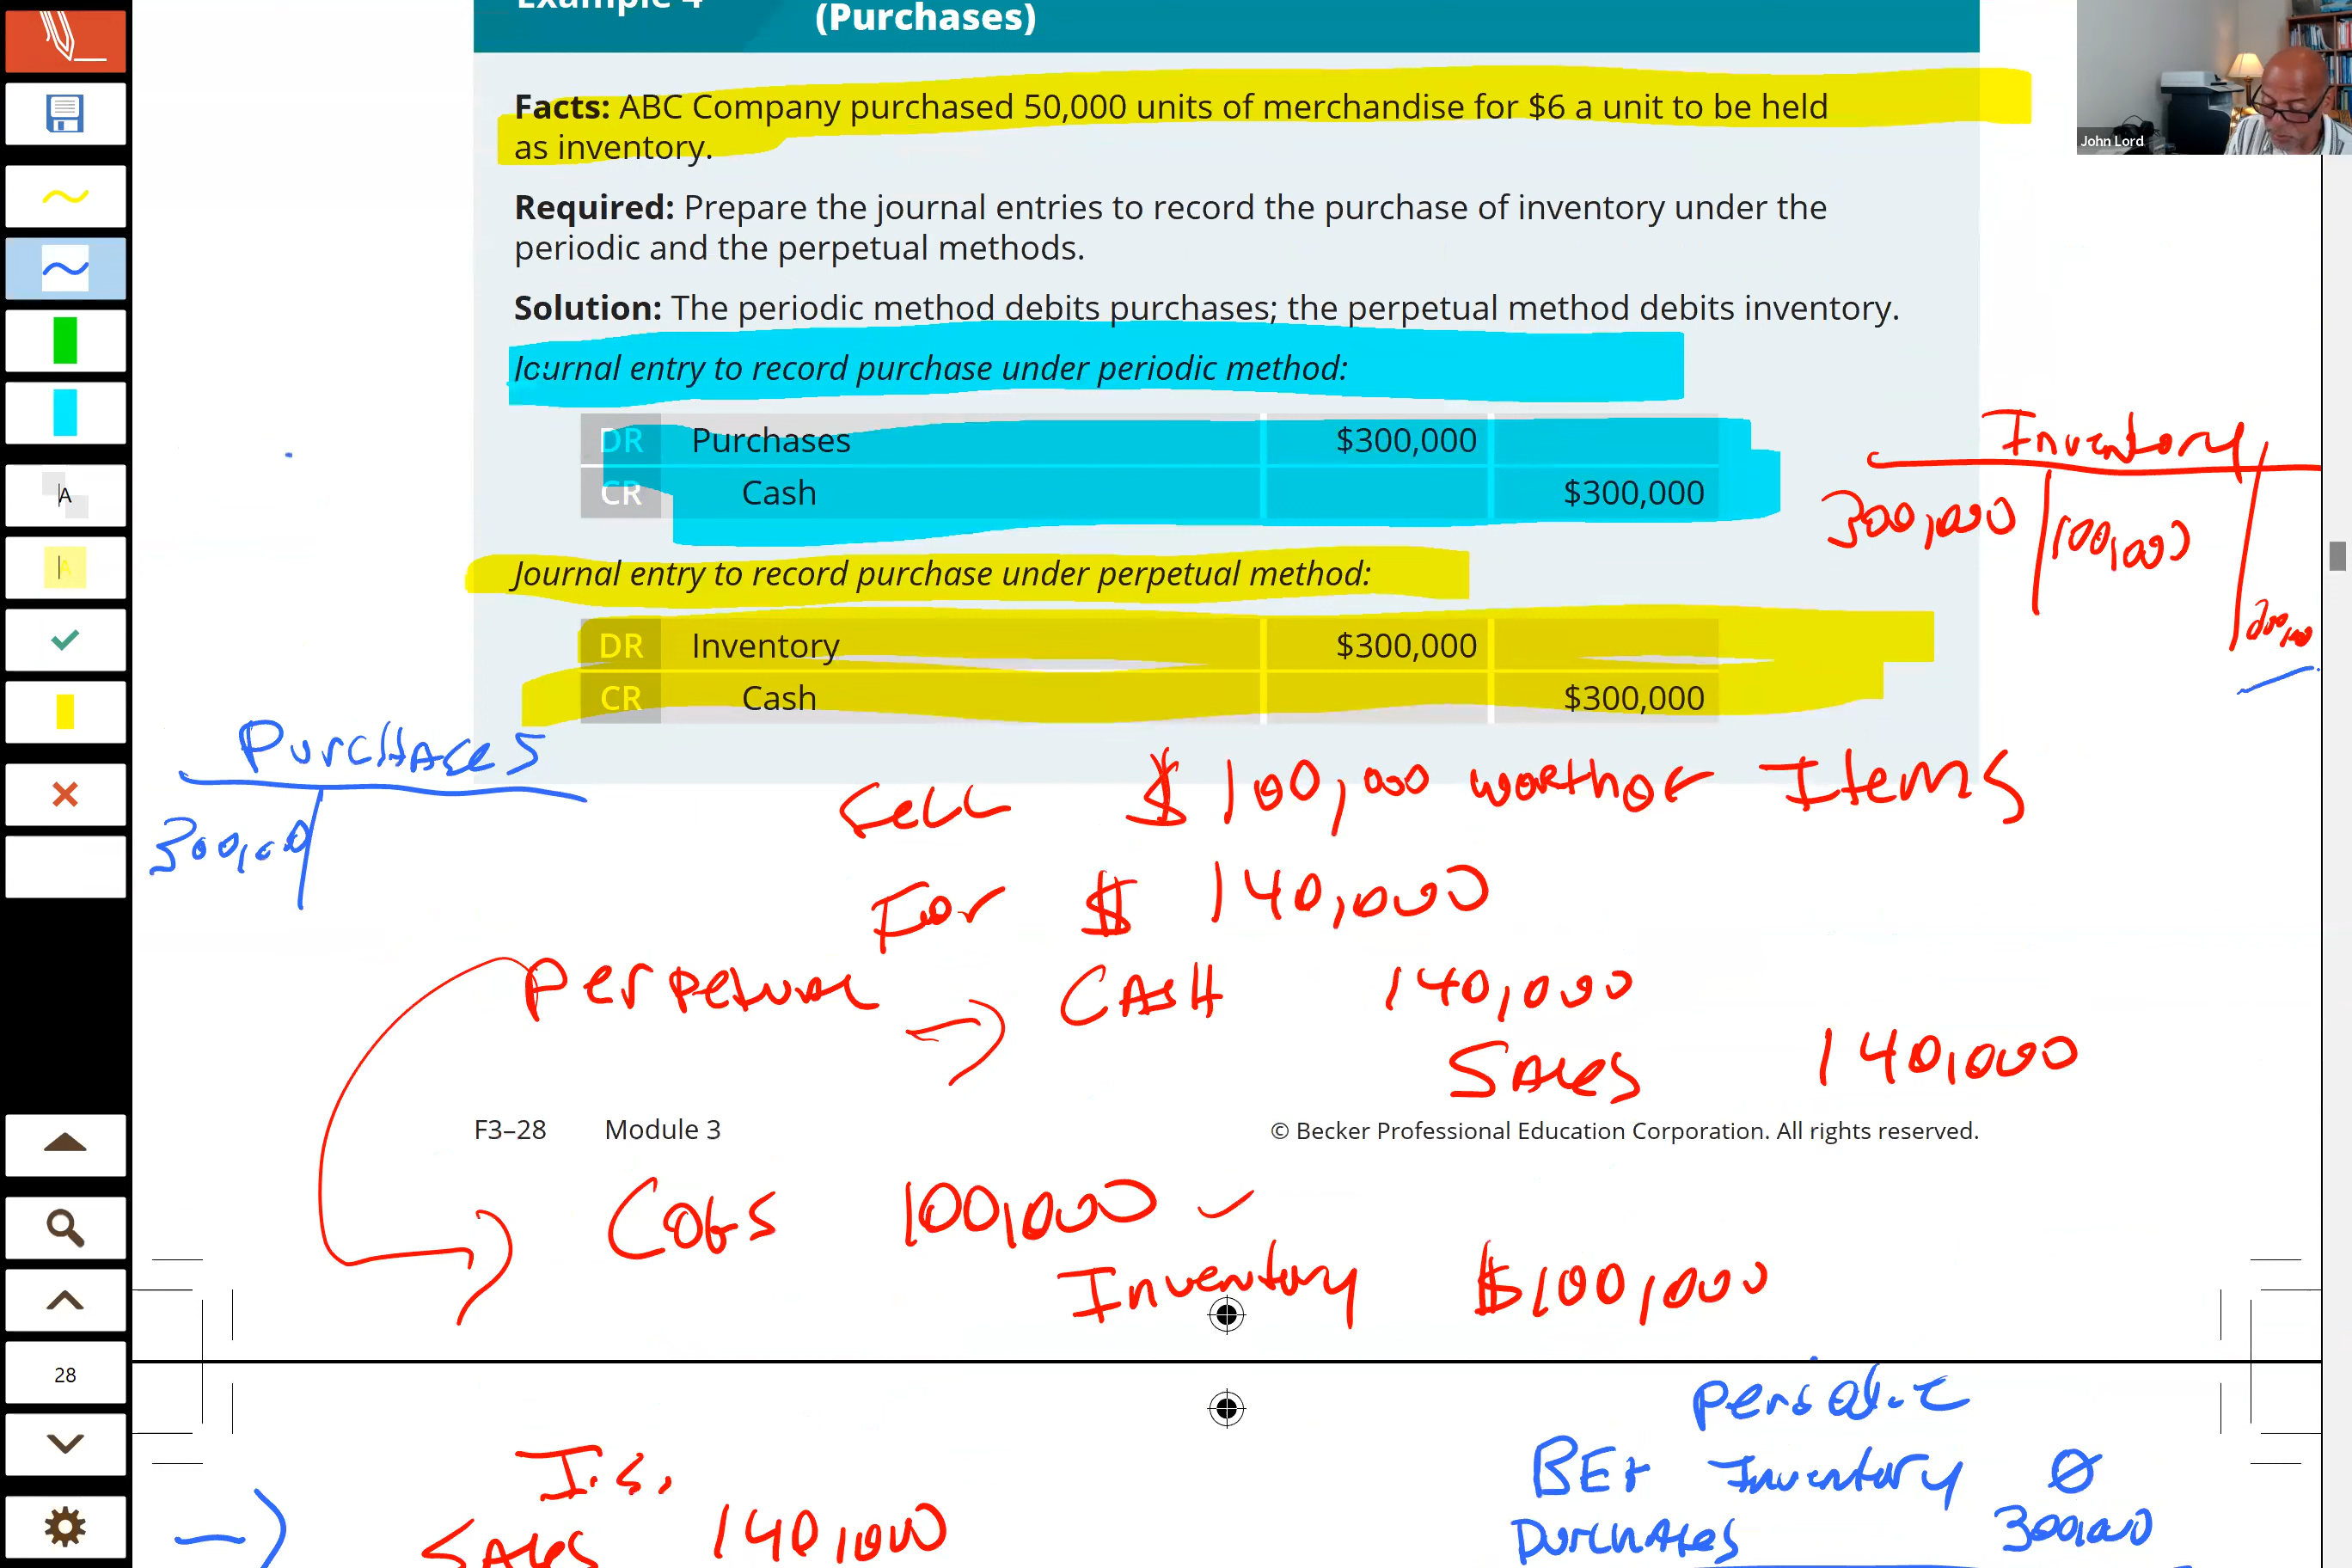 Example 4
(Purchases)
John Lord
Facts: ABC Company purchased 50,000 units of merchandise for $6 a unit to be held
as inventory.
Required: Prepare the journal entries to record the purchase of inventory under the
periodic and the perpetual methods.
Solution: The periodic method debits purchases; the perpetual method debits inventory.
Journal entry to record purchase under periodic method:
DR Purchases $300,000
CR Cash $300,000
Inventory
300,000 100,000
200,000
Journal entry to record purchase under perpetual method:
DR Inventory $300,000
CR Cash $300,000
Purchases
300,000
Sell $100,000 worth of Items
For $140,000
Perpetual CASH 140,000
SALES 140,000
F3–28 Module 3 © Becker Professional Education Corporation. All rights reserved.
COGS 100,000
Inventory $100,000
28
Periodic
I.S.
BEG Inventory 0
SALES 140,000
Purchases 300,000
A